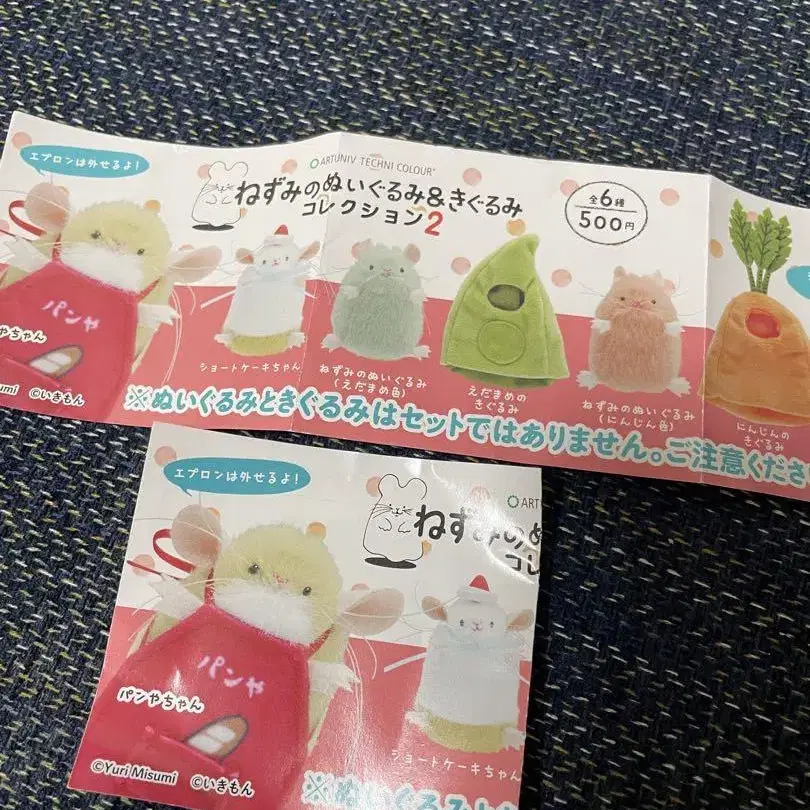 エプロンは外せるよ!
ARTUNIV TECHNI COLOUR
ねずみのぬいぐるみ&きぐるみ
コレクション2
全6種
500円
パンや
やちゃん
ショートケーキちゃん
ねずみのぬいぐるみ
(えだまめ色)
えだまめの
きぐるみ
ねずみのぬいぐるみ
(にんじん色)
にんじんの
きぐるみ
umi ©いきもん
※ぬいぐるみときぐるみはセットではありません。ご注意くださ
エプロンは外せるよ!
ARTUNIV
ねずみのぬ
コレ
パンや
パンやちゃん
ショートケーキちゃん
©Yuri Misumi ©いきもん
※ぬいぐるみと